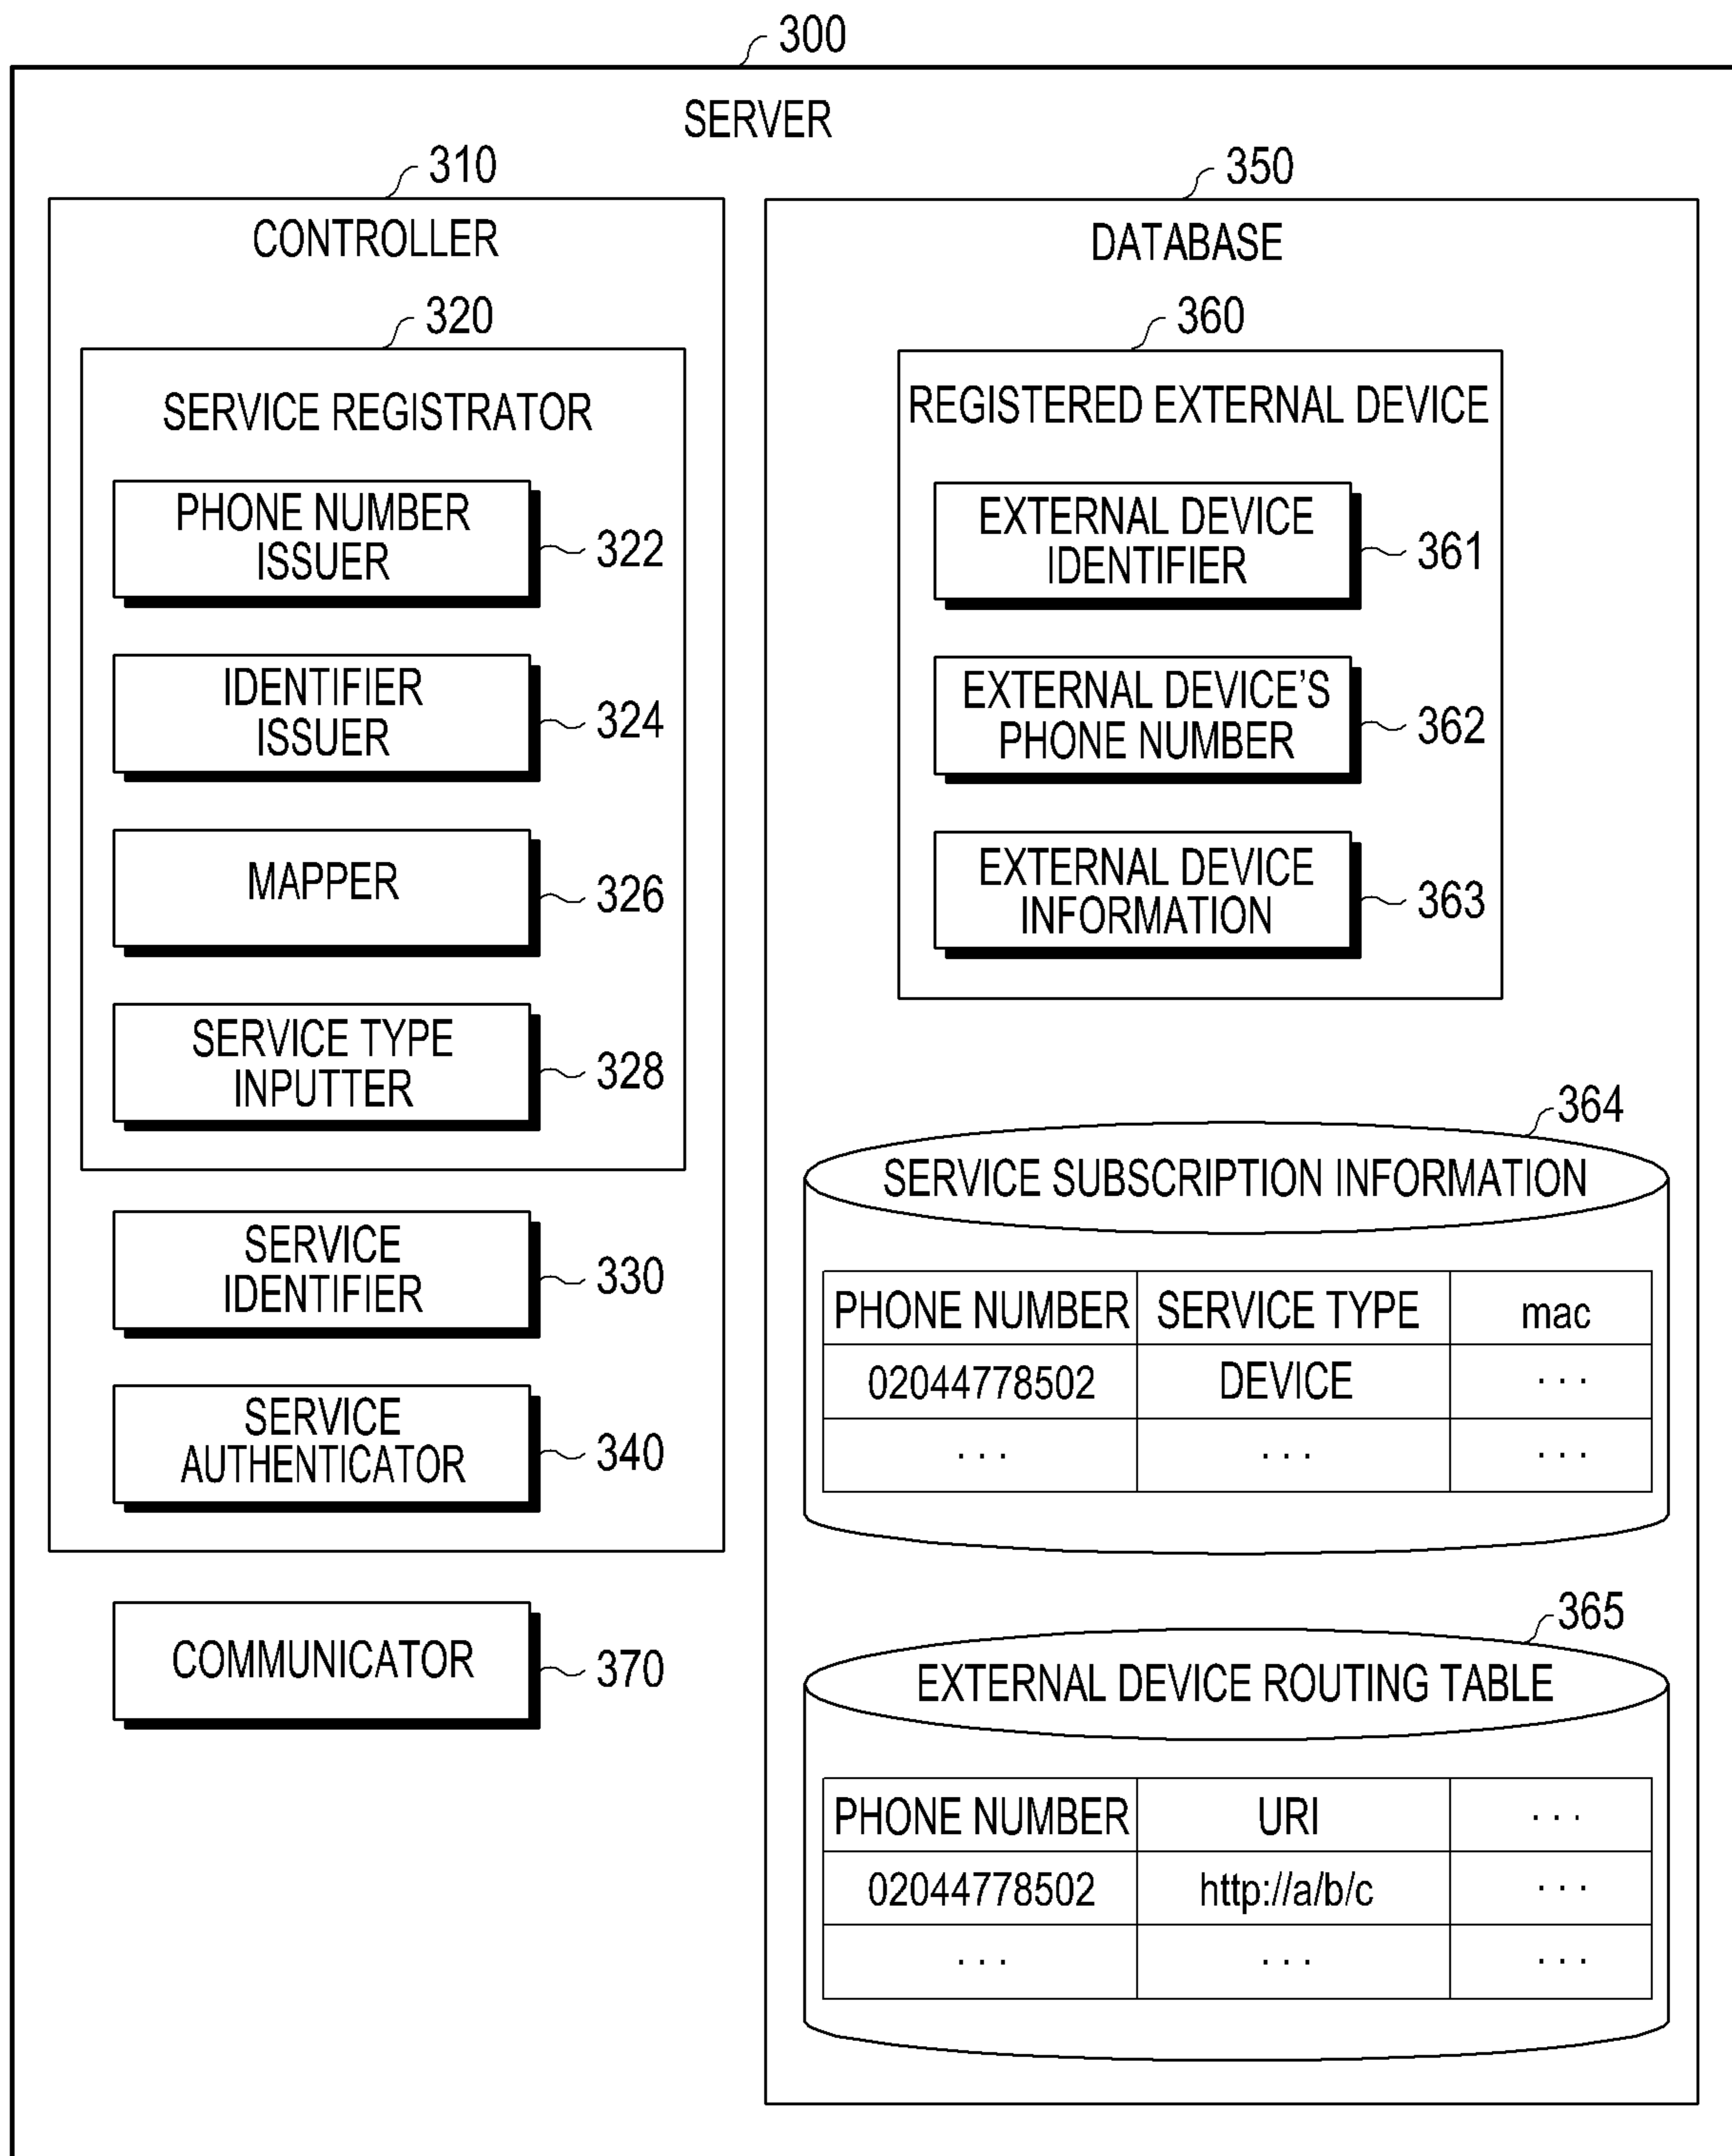 300
SERVER
310
CONTROLLER
320
SERVICE REGISTRATOR
PHONE NUMBER
ISSUER
322
IDENTIFIER
ISSUER
324
MAPPER
326
SERVICE TYPE
INPUTTER
328
SERVICE
IDENTIFIER
330
SERVICE
AUTHENTICATOR
340
COMMUNICATOR
370
350
DATABASE
360
REGISTERED EXTERNAL DEVICE
EXTERNAL DEVICE
IDENTIFIER
361
EXTERNAL DEVICE'S
PHONE NUMBER
362
EXTERNAL DEVICE
INFORMATION
363
364
SERVICE SUBSCRIPTION INFORMATION
PHONE NUMBER SERVICE TYPE mac
02044778502 DEVICE ...
... ... ...
365
EXTERNAL DEVICE ROUTING TABLE
PHONE NUMBER URI ...
02044778502 http://a/b/c ...
... ... ...